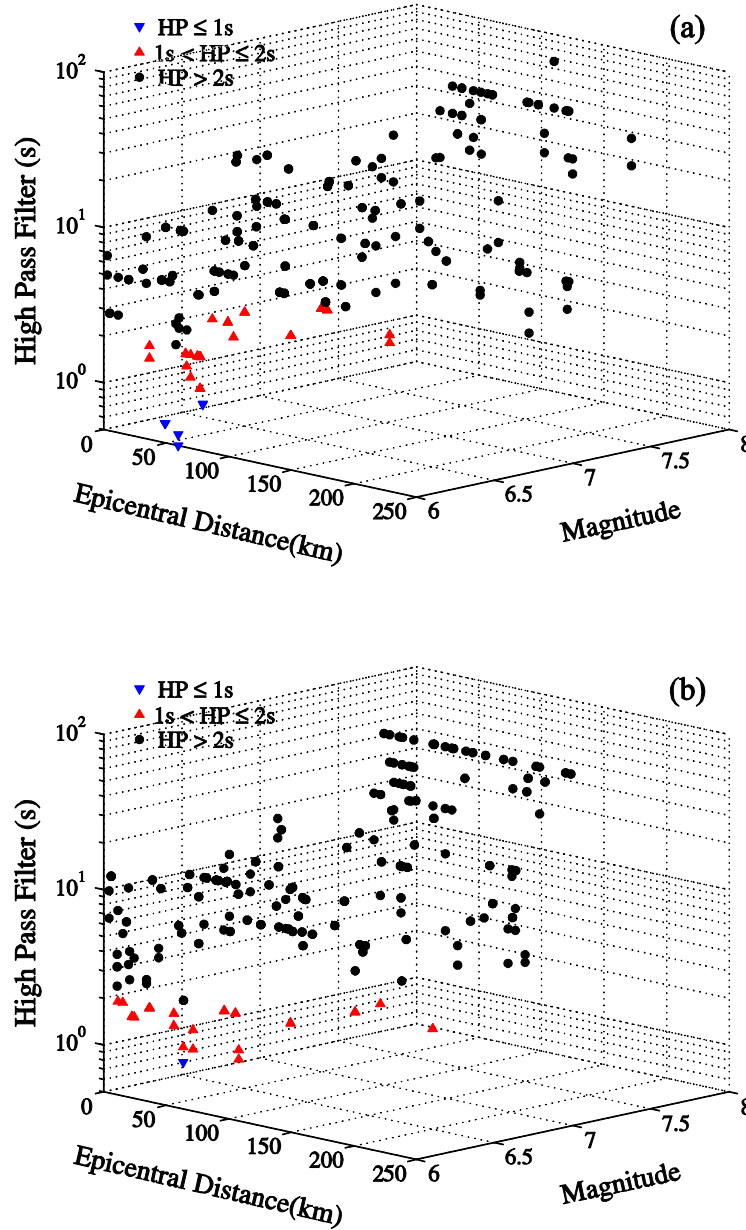 (a)
HP ≤ 1s
1s < HP ≤ 2s
HP > 2s
High Pass Filter (s)
10²
10¹
10⁰
0
50
100
150
200
250
Epicentral Distance(km)
6
6.5
7
7.5
8
Magnitude
(b)
HP ≤ 1s
1s < HP ≤ 2s
HP > 2s
High Pass Filter (s)
10²
10¹
10⁰
0
50
100
150
200
250
Epicentral Distance(km)
6
6.5
7
7.5
8
Magnitude